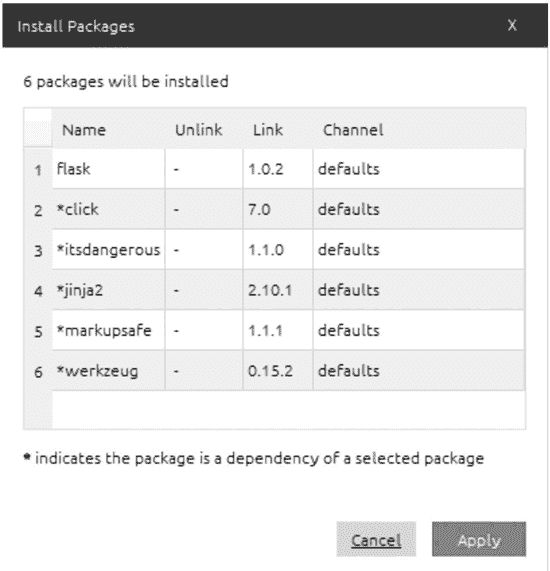 Install Packages X
6 packages will be installed
Name Unlink Link Channel
1 flask - 1.0.2 defaults
2 *click - 7.0 defaults
3 *itsdangerous - 1.1.0 defaults
4 *jinja2 - 2.10.1 defaults
5 *markupsafe - 1.1.1 defaults
6 *werkzeug - 0.15.2 defaults
* indicates the package is a dependency of a selected package
Cancel Apply